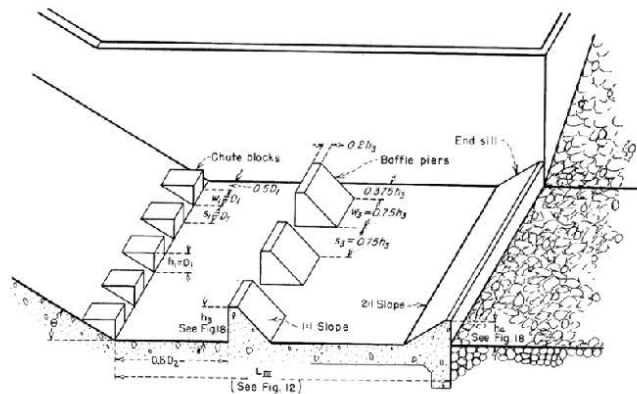 0.2h3
End sill
Chute blocks
Baffle piers
0.5D1
0.375h3
w1=D1
w3=0.75h3
s1=D1
s3=0.75h3
h1=D1
2:1 Slope
h3
See Fig.18
1:1 Slope
h4
See Fig. 18
θ
0.8D2
LIII
(See Fig. 12)